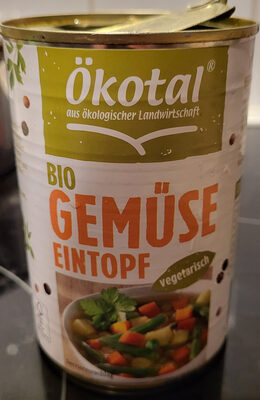 Ökotal®
aus ökologischer Landwirtschaft
BIO
GEMÜSE
EINTOPF
vegetarisch